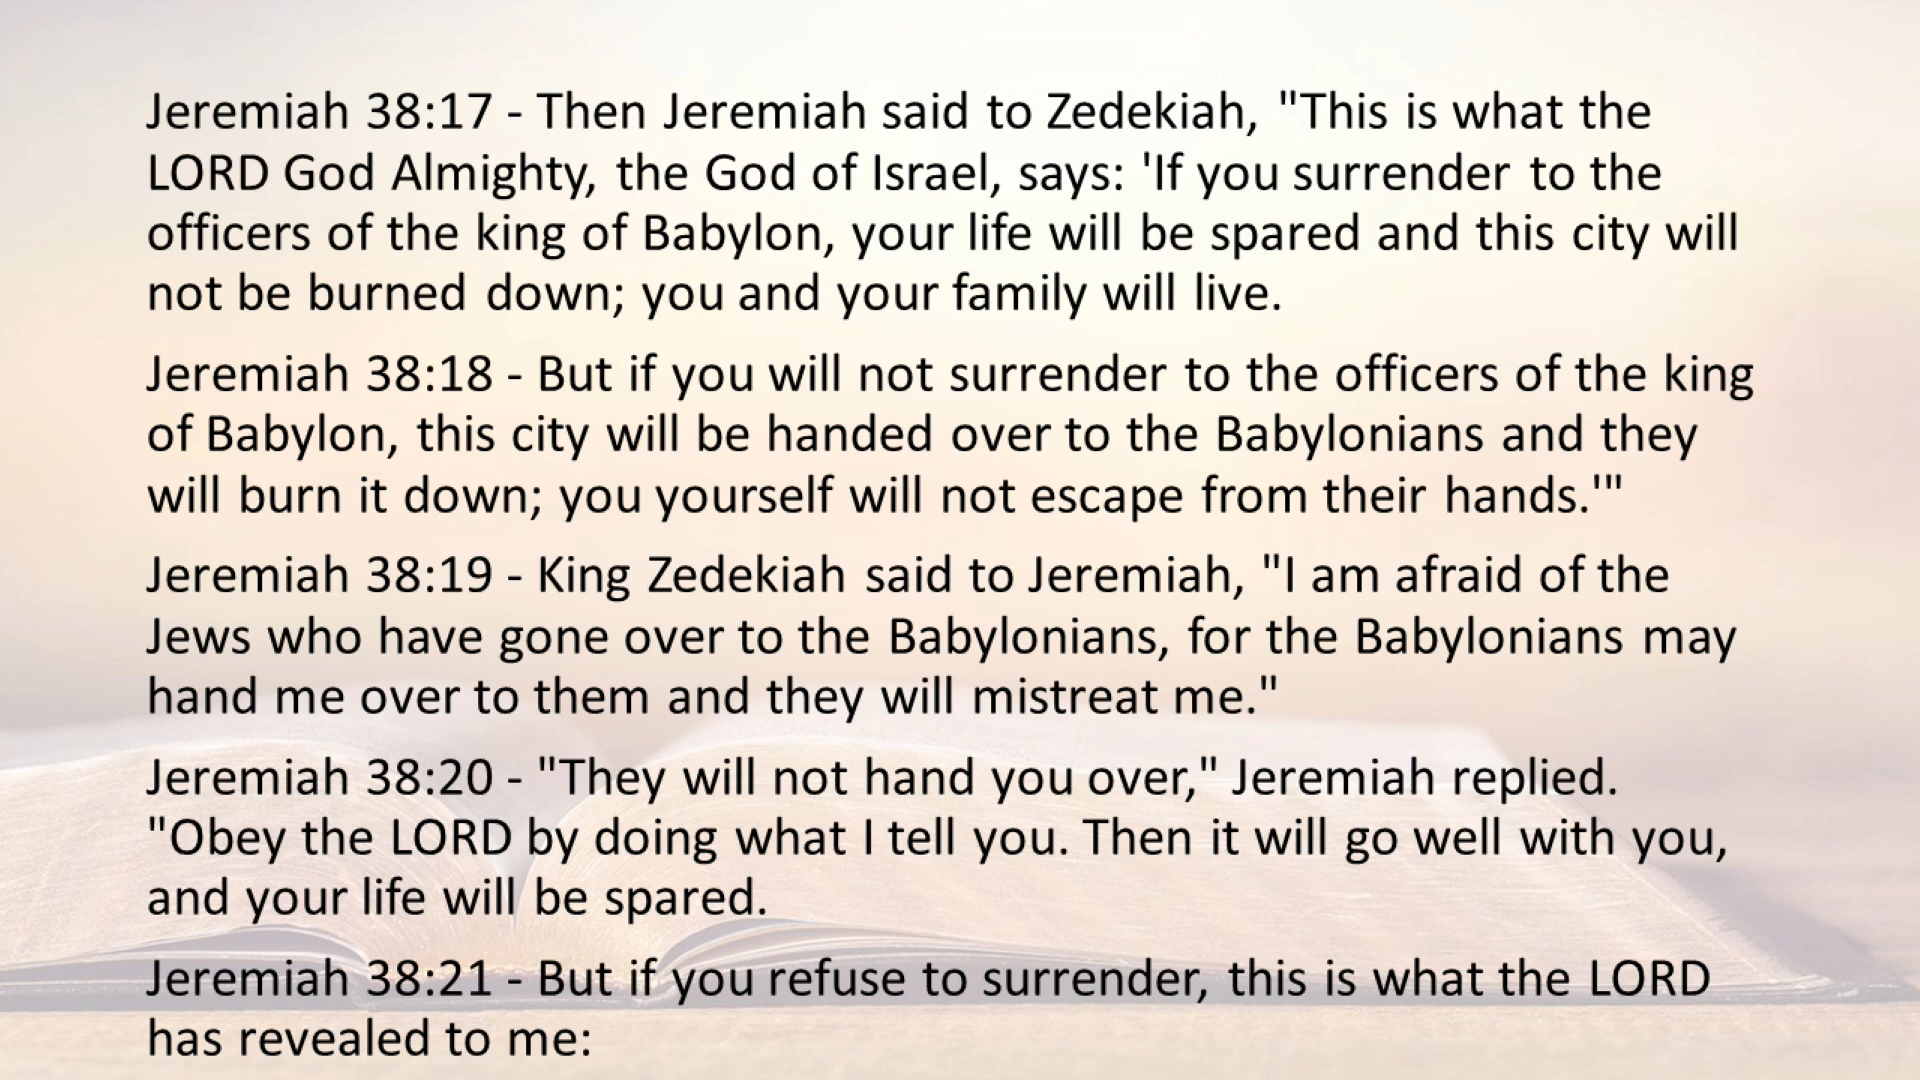 Jeremiah 38:17 - Then Jeremiah said to Zedekiah, "This is what the
LORD God Almighty, the God of Israel, says: 'If you surrender to the
officers of the king of Babylon, your life will be spared and this city will
not be burned down; you and your family will live.
Jeremiah 38:18 - But if you will not surrender to the officers of the king
of Babylon, this city will be handed over to the Babylonians and they
will burn it down; you yourself will not escape from their hands.'"
Jeremiah 38:19 - King Zedekiah said to Jeremiah, "I am afraid of the
Jews who have gone over to the Babylonians, for the Babylonians may
hand me over to them and they will mistreat me."
Jeremiah 38:20 - "They will not hand you over," Jeremiah replied.
"Obey the LORD by doing what I tell you. Then it will go well with you,
and your life will be spared.
Jeremiah 38:21 - But if you refuse to surrender, this is what the LORD
has revealed to me: